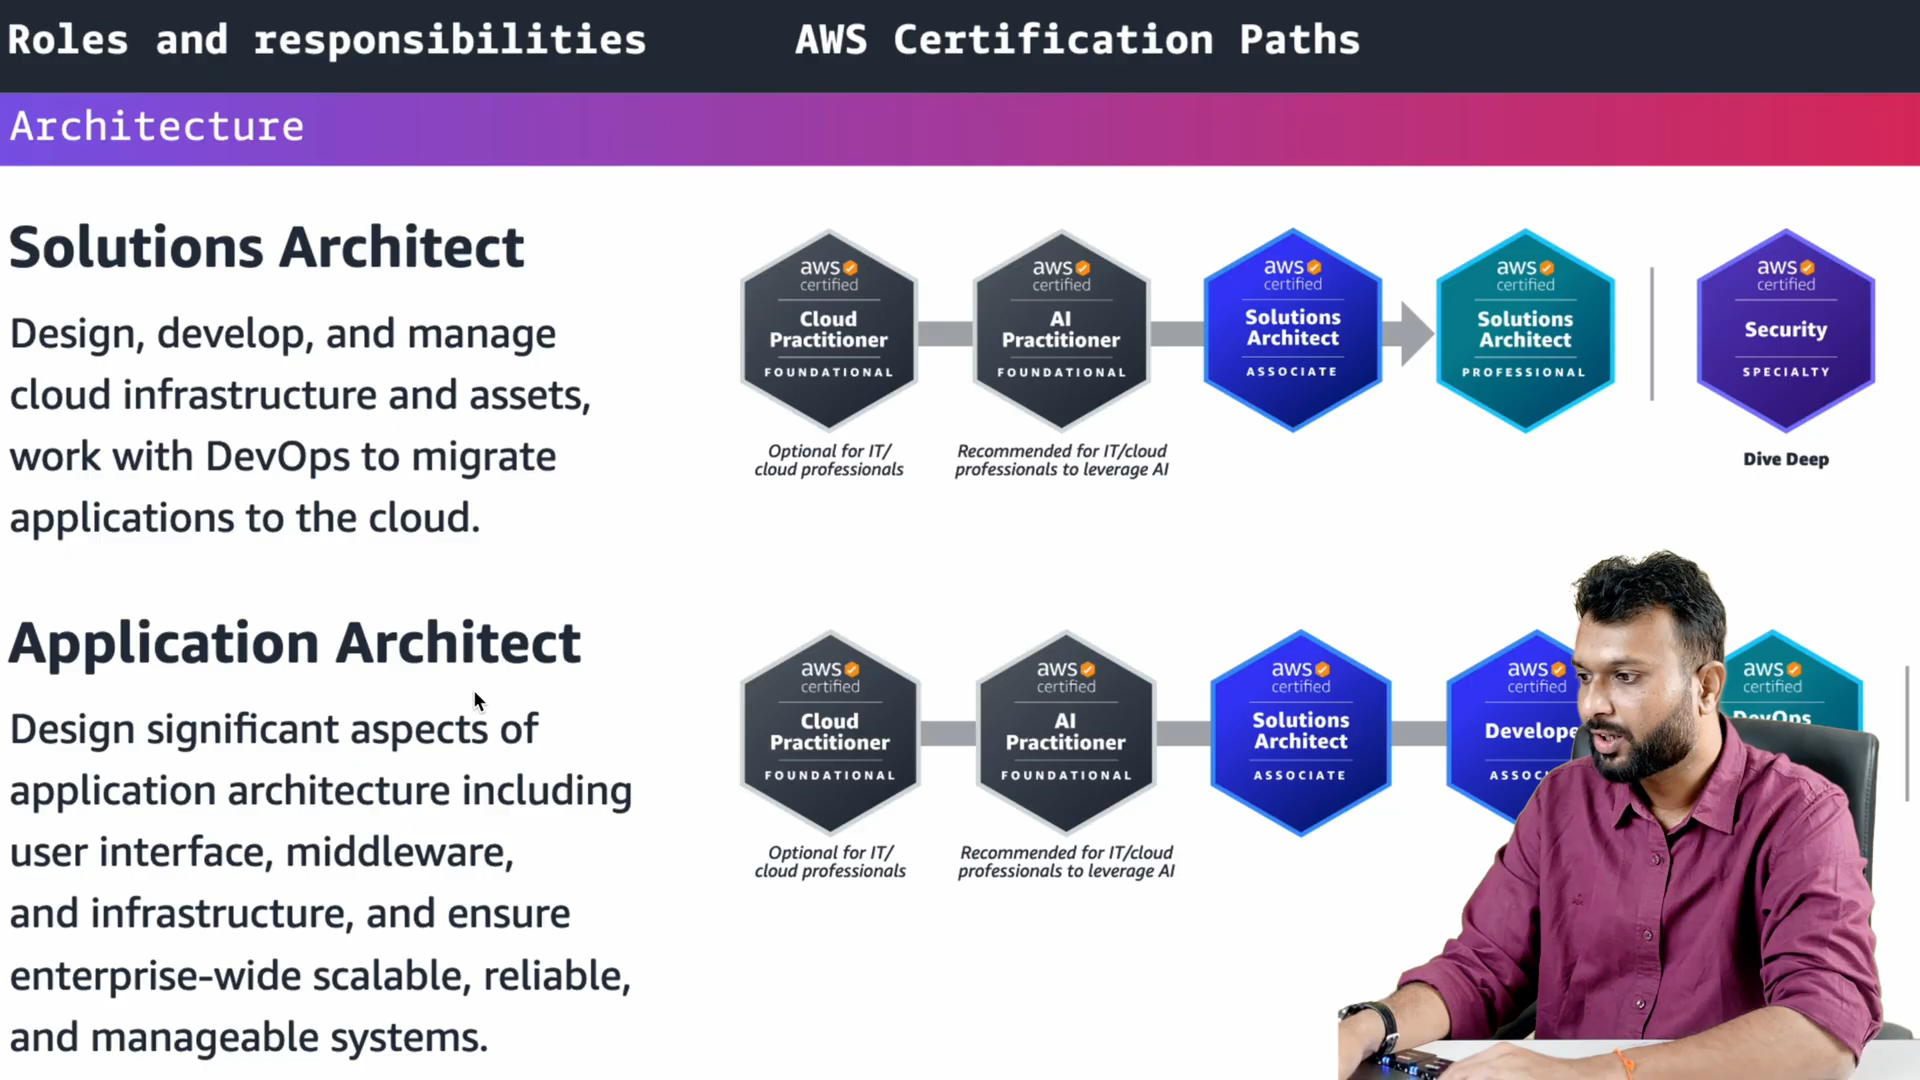 Roles and responsibilities
AWS Certification Paths
Architecture
Solutions Architect
Design, develop, and manage
cloud infrastructure and assets,
work with DevOps to migrate
applications to the cloud.
aws
certified
Cloud
Practitioner
FOUNDATIONAL
Optional for IT/
cloud professionals
aws
certified
AI
Practitioner
FOUNDATIONAL
Recommended for IT/cloud
professionals to leverage AI
aws
certified
Solutions
Architect
ASSOCIATE
aws
certified
Solutions
Architect
PROFESSIONAL
aws
certified
Security
SPECIALTY
Dive Deep
Application Architect
Design significant aspects of
application architecture including
user interface, middleware,
and infrastructure, and ensure
enterprise-wide scalable, reliable,
and manageable systems.
aws
certified
Cloud
Practitioner
FOUNDATIONAL
Optional for IT/
cloud professionals
aws
certified
AI
Practitioner
FOUNDATIONAL
Recommended for IT/cloud
professionals to leverage AI
aws
certified
Solutions
Architect
ASSOCIATE
aws
certified
Develope
ASSOC
aws
certified
DevOps